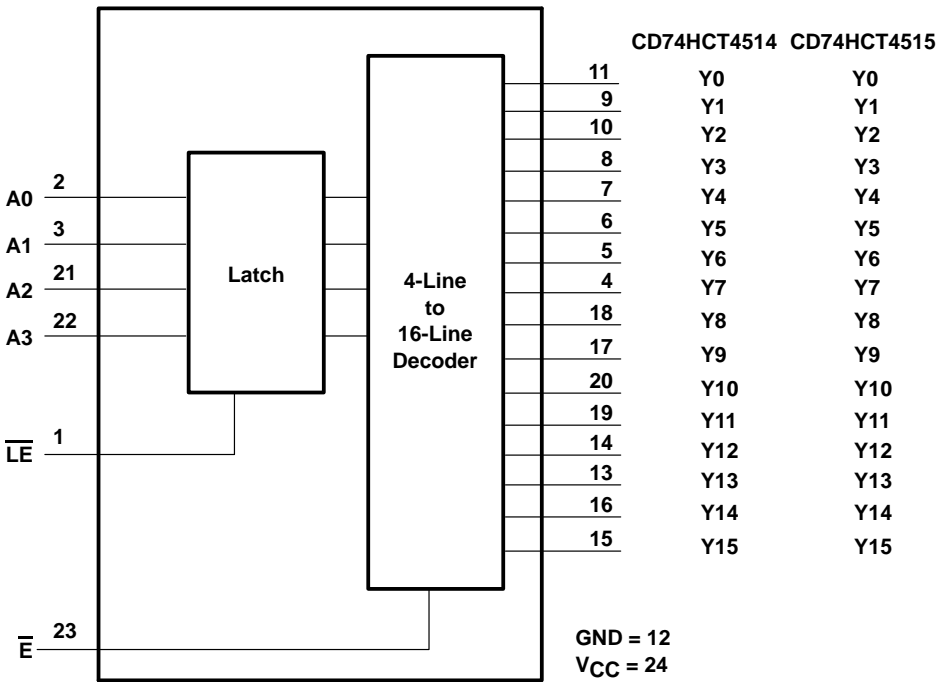 CD74HCT4514 CD74HCT4515
11 Y0 Y0
9 Y1 Y1
10 Y2 Y2
8 Y3 Y3
7 Y4 Y4
6 Y5 Y5
5 Y6 Y6
4 Y7 Y7
18 Y8 Y8
17 Y9 Y9
20 Y10 Y10
19 Y11 Y11
14 Y12 Y12
13 Y13 Y13
16 Y14 Y14
15 Y15 Y15
A0 2
A1 3
A2 21
A3 22
L̅E̅ 1
E̅ 23
Latch
4-Line
to
16-Line
Decoder
GND = 12
VCC = 24